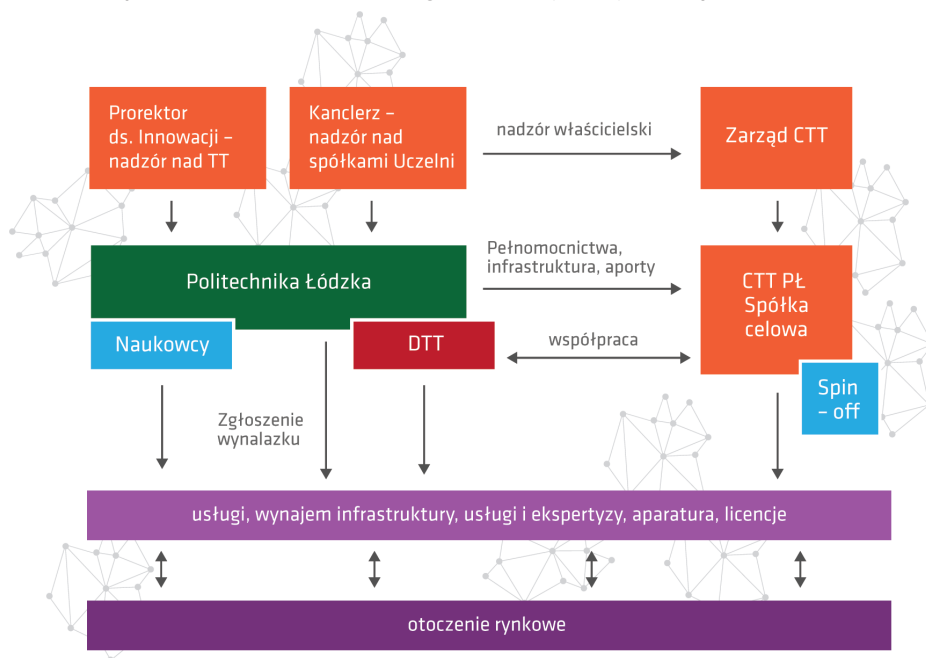 Prorektor
ds. Innowacji –
nadzór nad TT
Kanclerz –
nadzór nad
spółkami Uczelni
nadzór właścicielski
Zarząd CTT
Politechnika Łódzka
Pełnomocnictwa,
infrastruktura, aporty
CTT PŁ
Spółka
celowa
Naukowcy
DTT
współpraca
Spin
– off
Zgłoszenie
wynalazku
usługi, wynajem infrastruktury, usługi i ekspertyzy, aparatura, licencje
otoczenie rynkowe